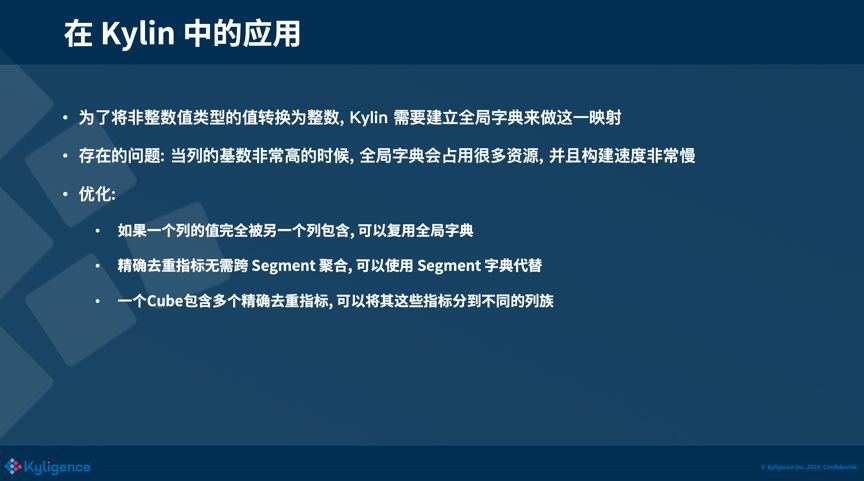 在 Kylin 中的应用
• 为了将非整数值类型的值转换为整数, Kylin 需要建立全局字典来做这一映射
• 存在的问题: 当列的基数非常高的时候, 全局字典会占用很多资源, 并且构建速度非常慢
• 优化:
• 如果一个列的值完全被另一个列包含, 可以复用全局字典
• 精确去重指标无需跨 Segment 聚合, 可以使用 Segment 字典代替
• 一个Cube包含多个精确去重指标, 可以将其这些指标分到不同的列族
Kyligence
© Kyligence Inc. 2019, Confidential.